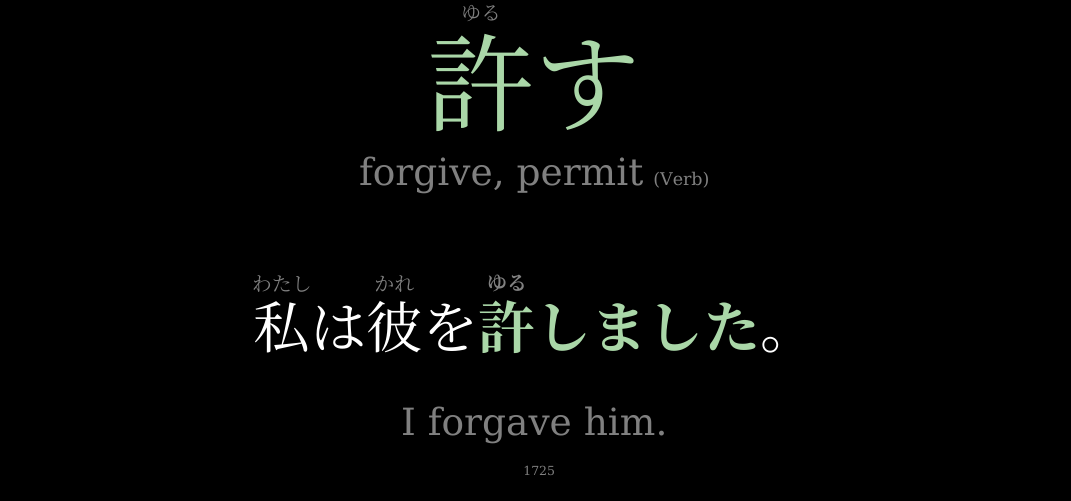 ゆる
許す
forgive, permit (Verb)
わたし かれ ゆる
私は彼を許しました。
I forgave him.
1725